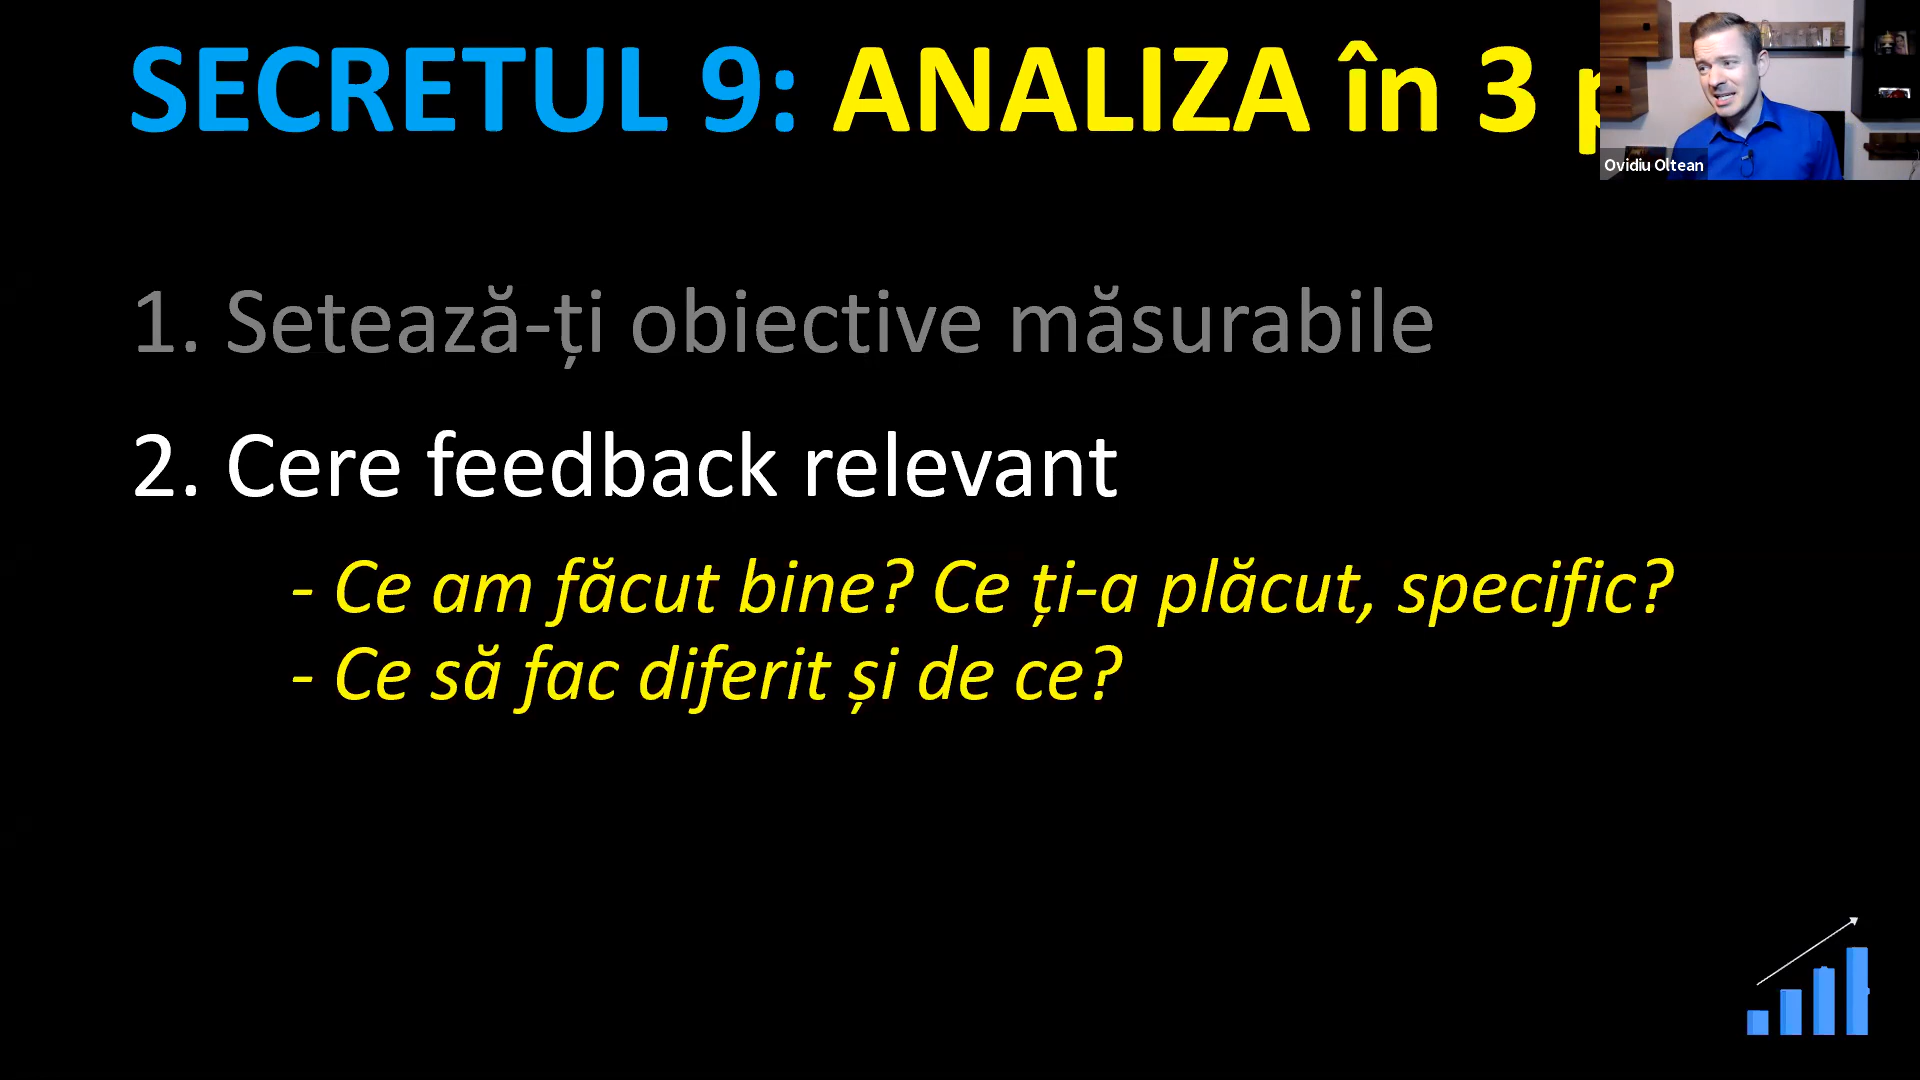 SECRETUL 9: ANALIZA în 3
Ovidiu Oltean
1. Setează-ți obiective măsurabile
2. Cere feedback relevant
- Ce am făcut bine? Ce ți-a plăcut, specific?
- Ce să fac diferit și de ce?